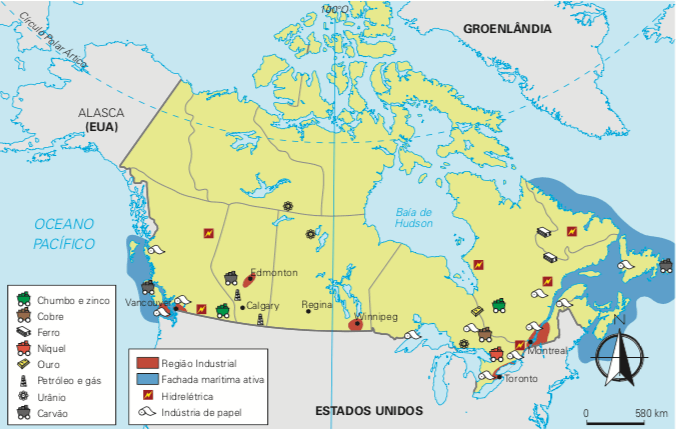 100°O
GROENLÂNDIA
Círculo Polar Ártico
ALASCA
(EUA)
OCEANO
PACÍFICO
Baía de
Hudson
Edmonton
Vancouver
Calgary
Regina
Winnipeg
Montreal
Toronto
N
ESTADOS UNIDOS
0 580 km
Chumbo e zinco
Cobre
Ferro
Níquel
Ouro
Petróleo e gás
Urânio
Carvão
Região Industrial
Fachada marítima ativa
Hidrelétrica
Indústria de papel